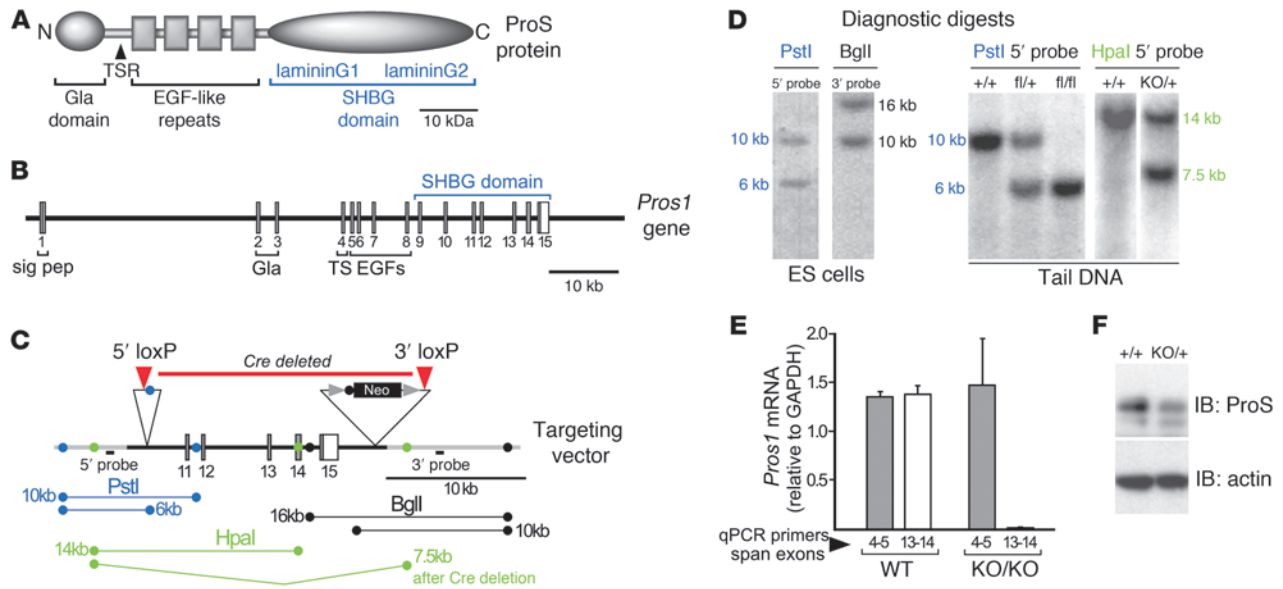 A
N
C
ProS
protein
TSR
lamininG1
lamininG2
Gla
domain
EGF-like
repeats
SHBG
domain
10 kDa
B
SHBG domain
Pros1
gene
1
2
3
4
5
6
7
8
9
10
11
12
13
14
15
sig pep
Gla
TS
EGFs
10 kb
C
5′ loxP
Cre deleted
3′ loxP
Neo
Targeting
vector
5′ probe
11
12
13
14
15
3′ probe
10kb
PstI
10kb
6kb
BglI
16kb
10kb
HpaI
14kb
7.5kb
after Cre deletion
D
Diagnostic digests
PstI
BglI
5′ probe
3′ probe
16 kb
10 kb
10 kb
6 kb
ES cells
PstI 5′ probe
HpaI 5′ probe
+/+
fl/+
fl/fl
+/+
KO/+
10 kb
6 kb
14 kb
7.5 kb
Tail DNA
E
Pros1 mRNA
(relative to GAPDH)
2.0
1.5
1.0
0.5
qPCR primers
span exons
4-5
13-14
4-5
13-14
WT
KO/KO
F
+/+
KO/+
IB: ProS
IB: actin